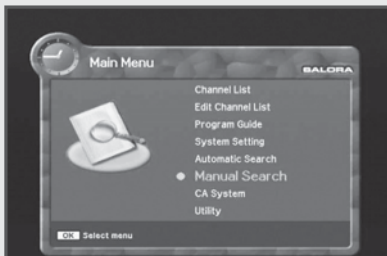 Main Menu
SALORA
Channel List
Edit Channel List
Program Guide
System Setting
Automatic Search
Manual Search
CA System
Utility
OK Select menu